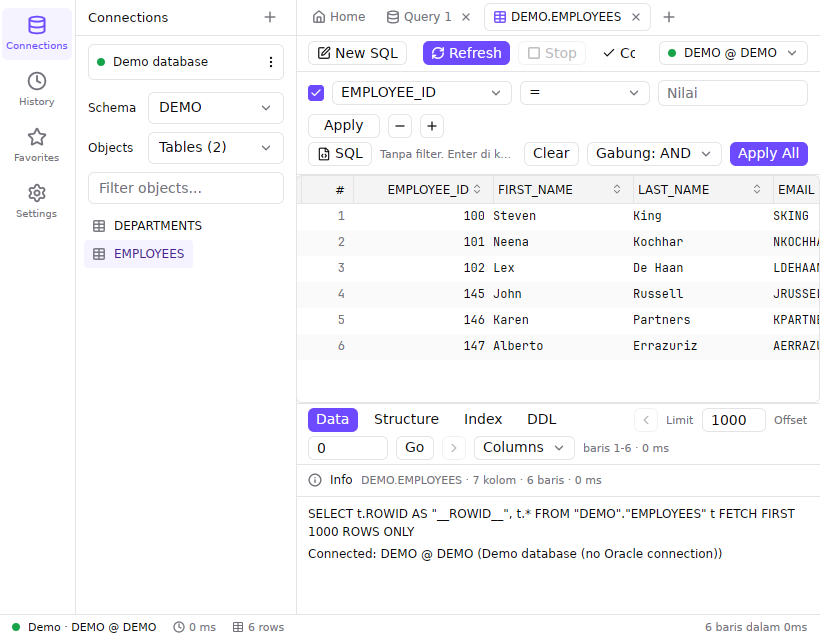 Connections
History
Favorites
Settings
Connections
Demo database
Schema
DEMO
Objects
Tables (2)
Filter objects...
DEPARTMENTS
EMPLOYEES
Home
Query 1
DEMO.EMPLOYEES
New SQL
Refresh
Stop
DEMO @ DEMO
EMPLOYEE_ID
=
Nilai
Apply
SQL
Tanpa filter. Enter di k...
Clear
Gabung: AND
Apply All
# EMPLOYEE_ID FIRST_NAME LAST_NAME EMAIL
1 100 Steven King SKING
2 101 Neena Kochhar NKOCHHA
3 102 Lex De Haan LDEHAAN
4 145 John Russell JRUSSEL
5 146 Karen Partners KPARTNE
6 147 Alberto Errazuriz AERRAZU
Data
Structure
Index
DDL
Limit
1000
Offset
0
Go
Columns
baris 1-6 · 0 ms
Info
DEMO.EMPLOYEES · 7 kolom · 6 baris · 0 ms
SELECT t.ROWID AS "__ROWID__", t.* FROM "DEMO"."EMPLOYEES" t FETCH FIRST
1000 ROWS ONLY
Connected: DEMO @ DEMO (Demo database (no Oracle connection))
Demo · DEMO @ DEMO
0 ms
6 rows
6 baris dalam 0ms